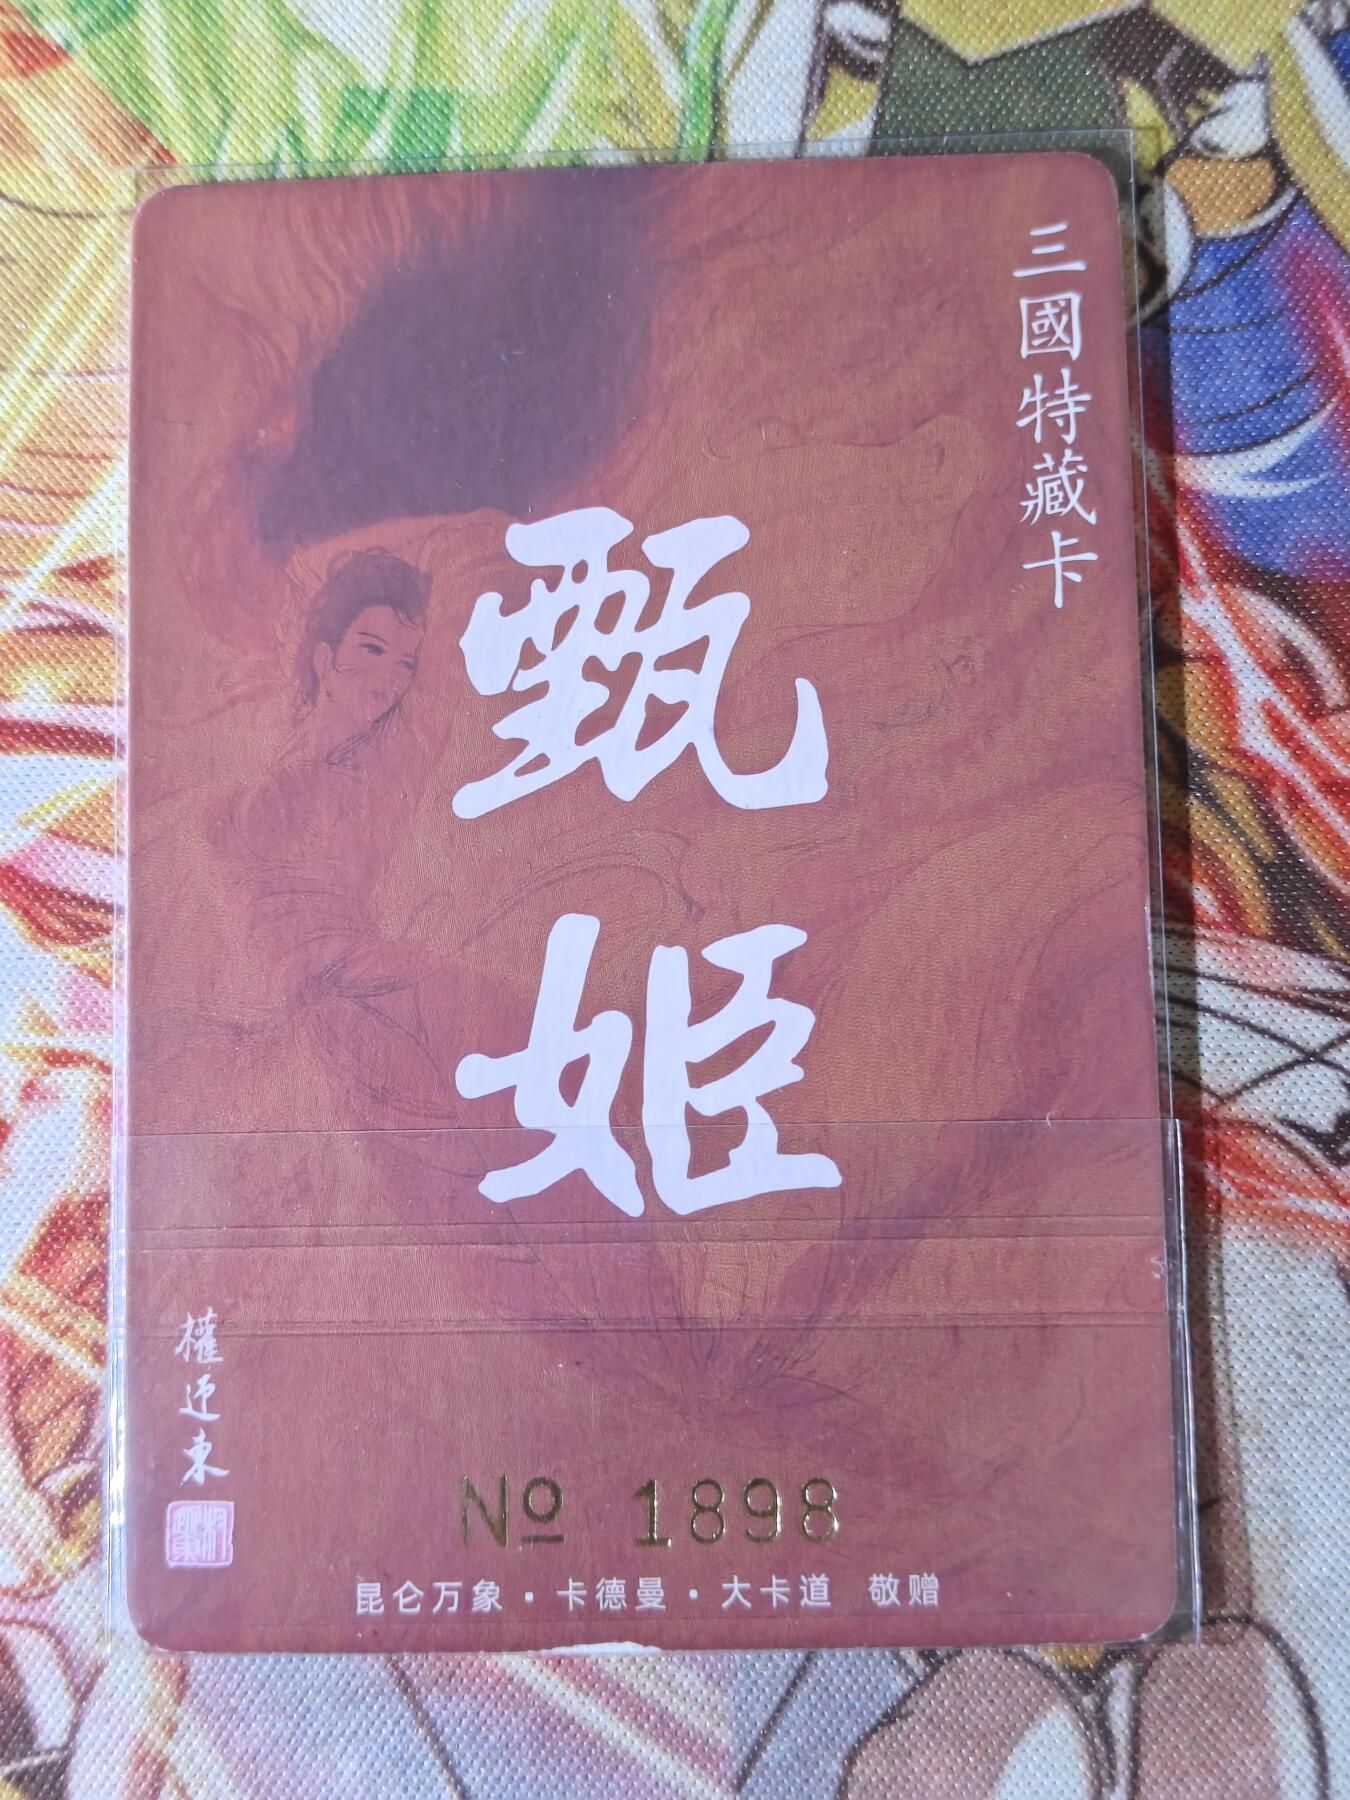 三國特藏卡
甄姬
權迎東
№ 1898
昆仑万象·卡德曼·大卡道 敬赠